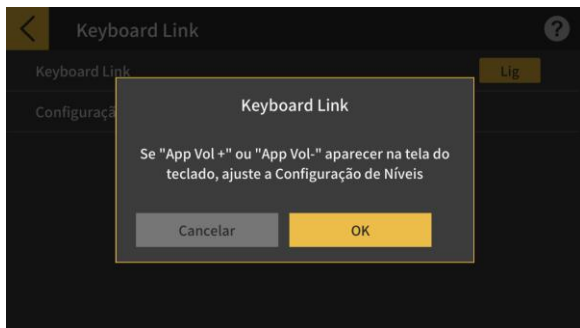 Keyboard Link
?
Keyboard Link
Lig
Configuraçã
Keyboard Link
Se "App Vol +" ou "App Vol-" aparecer na tela do
teclado, ajuste a Configuração de Níveis
Cancelar
OK